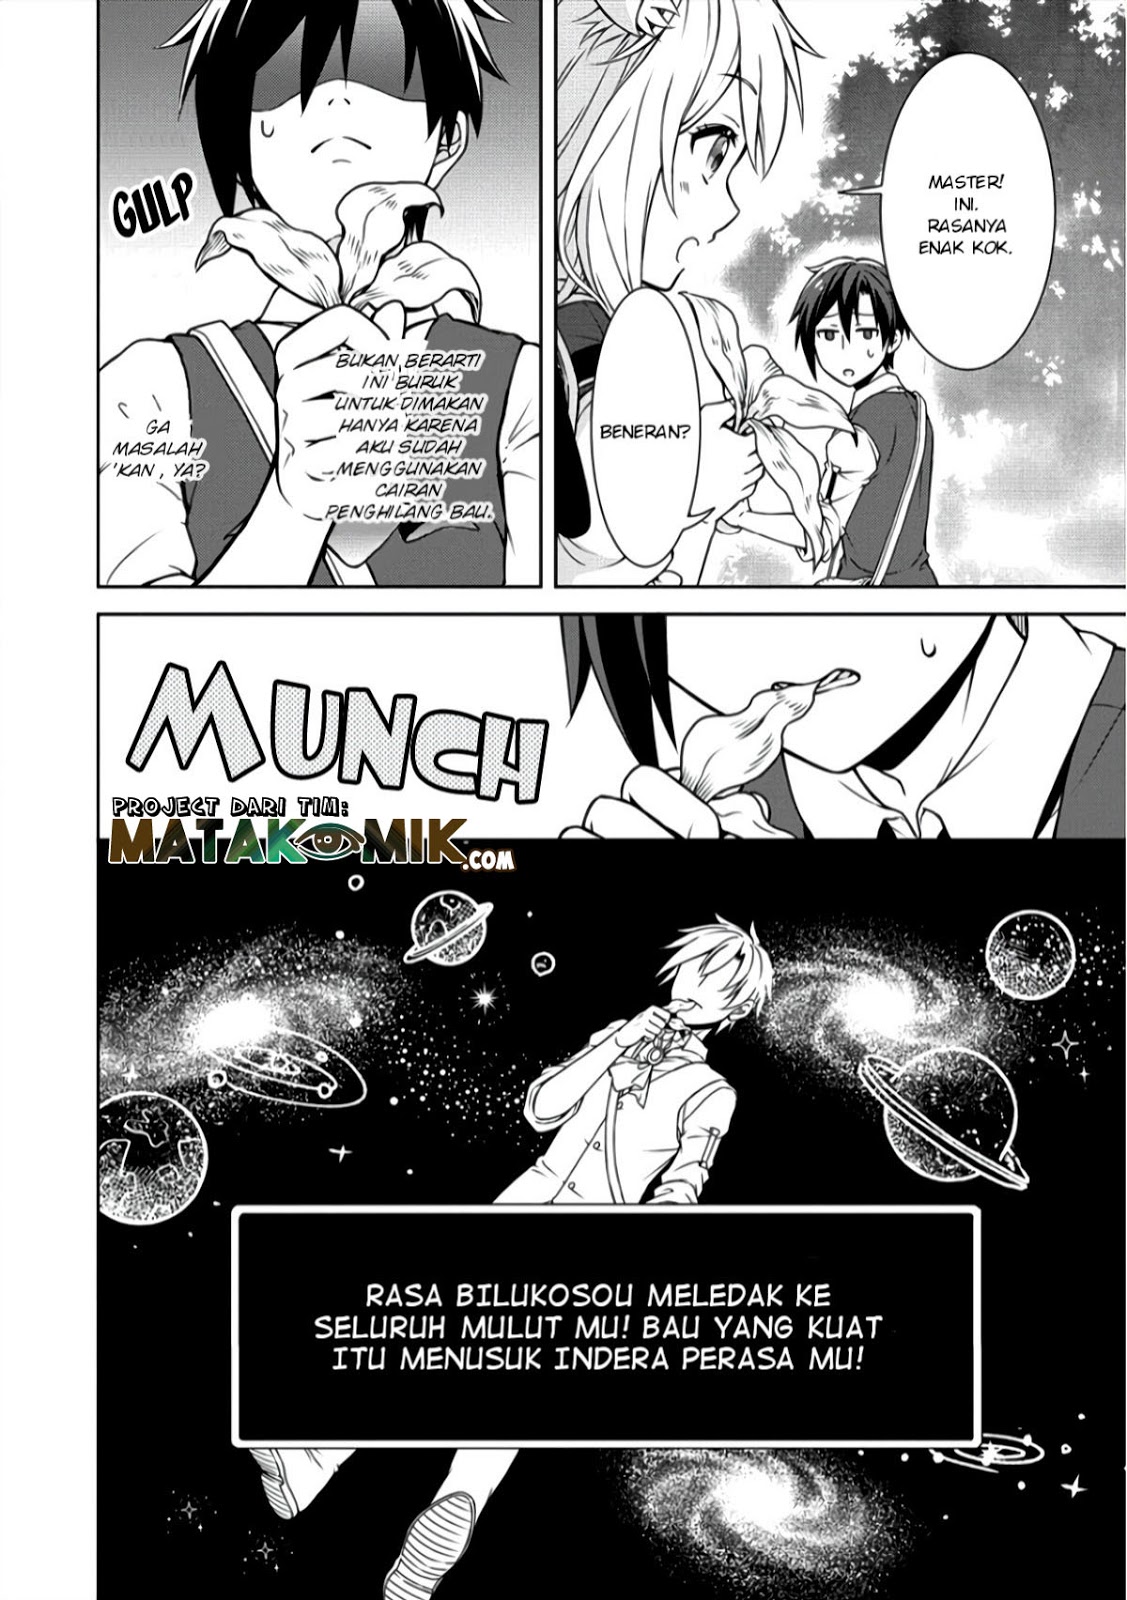 MASTER!
INI.
RASANYA
ENAK KOK.
BENERAN?
GULP
BUKAN BERARTI
INI BURUK
UNTUK DIMAKAN
HANYA KARENA
AKU SUDAH
MENGGUNAKAN
CAIRAN
PENGHILANG BAU.
GA
MASALAH
'KAN , YA?
MUNCH
PROJECT DARI TIM:
MATAKOMIK.COM
RASA BILUKOSOU MELEDAK KE
SELURUH MULUT MU! BAU YANG KUAT
ITU MENUSUK INDERA PERASA MU!